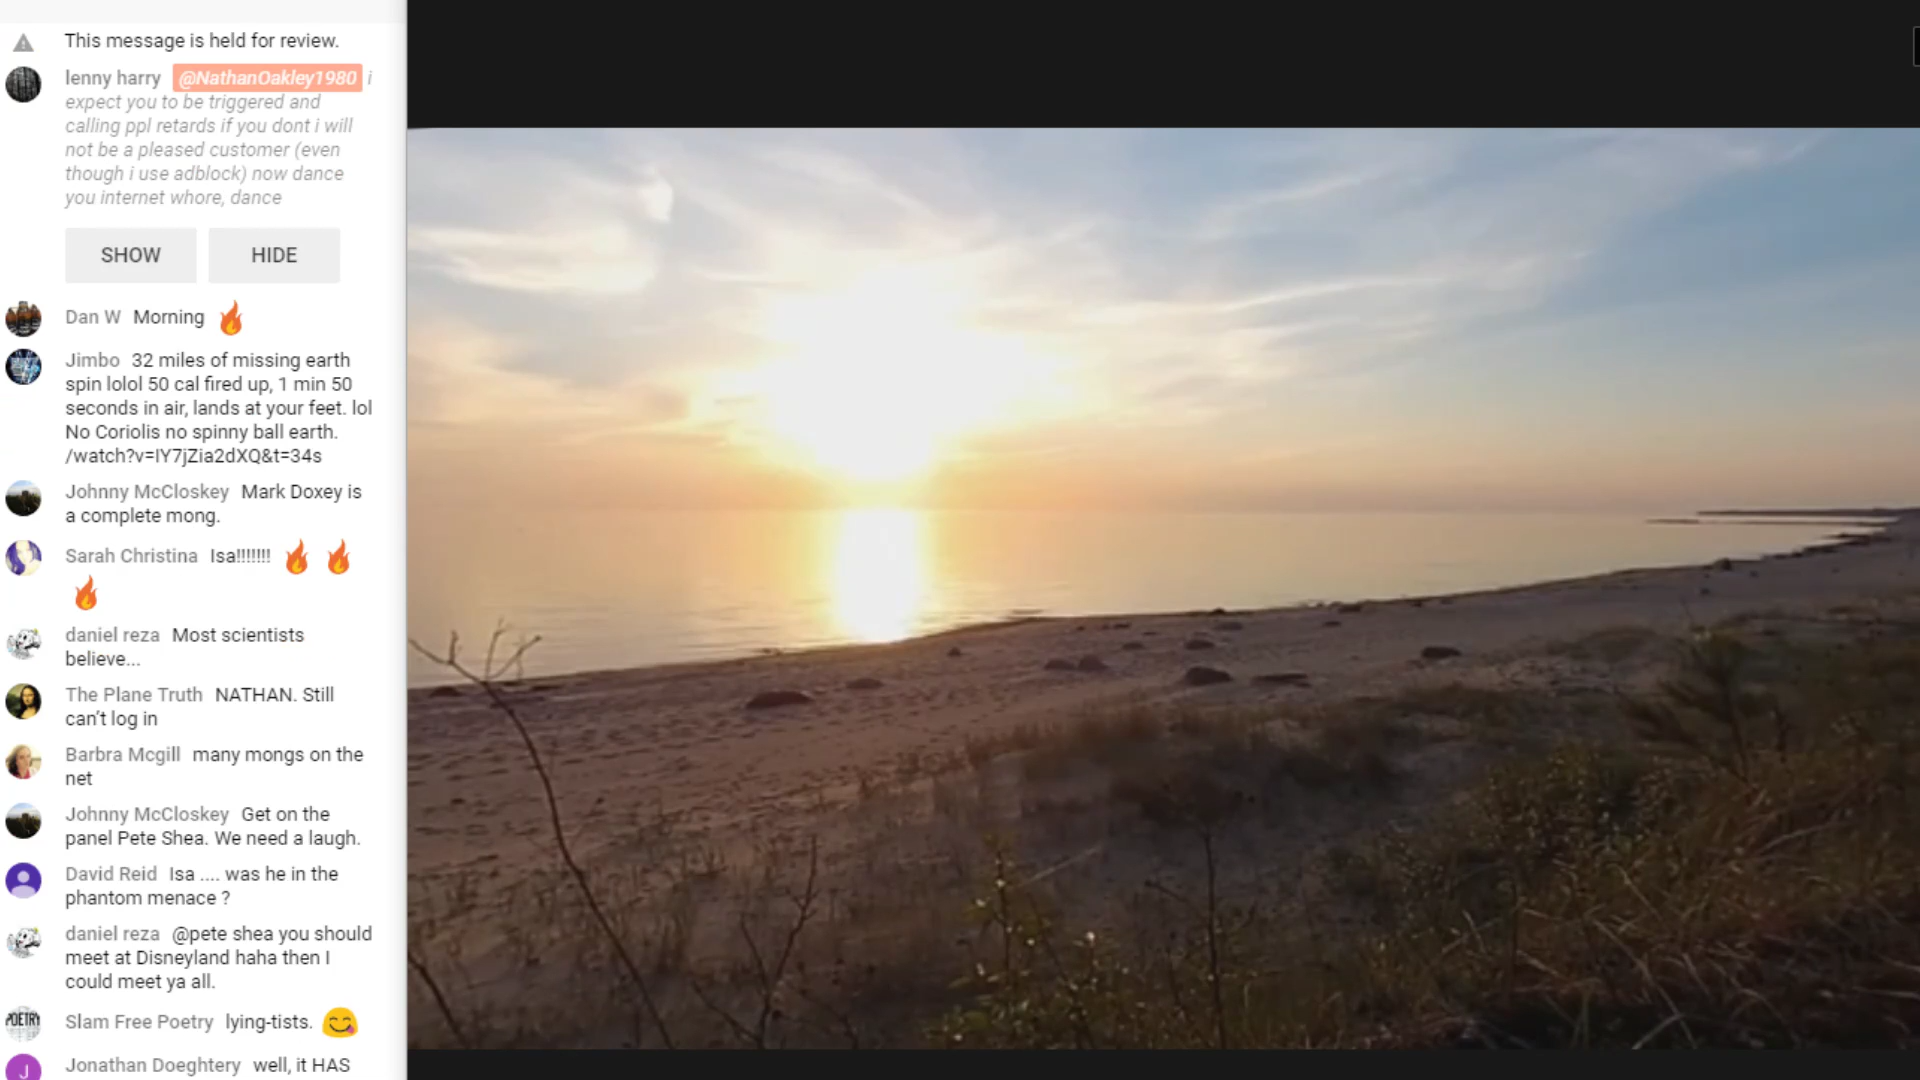 This message is held for review.
lenny harry @NathanOakley1980 i
expect you to be triggered and
calling ppl retards if you dont i will
not be a pleased customer (even
though i use adblock) now dance
you internet whore, dance
SHOW HIDE
Dan W Morning
Jimbo 32 miles of missing earth
spin lolol 50 cal fired up, 1 min 50
seconds in air, lands at your feet. lol
No Coriolis no spinny ball earth.
/watch?v=IY7jZia2dXQ&t=34s
Johnny McCloskey Mark Doxey is
a complete mong.
Sarah Christina Isa!!!!!!!
daniel reza Most scientists
believe...
The Plane Truth NATHAN. Still
can't log in
Barbra Mcgill many mongs on the
net
Johnny McCloskey Get on the
panel Pete Shea. We need a laugh.
David Reid Isa .... was he in the
phantom menace ?
daniel reza @pete shea you should
meet at Disneyland haha then I
could meet ya all.
POETRY
Slam Free Poetry lying-tists.
J
Jonathan Doeghtery well, it HAS